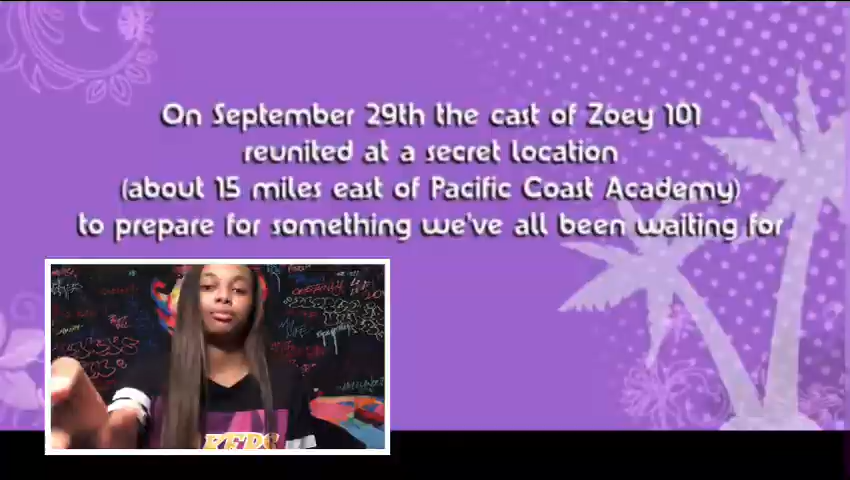 On September 29th the cast of Zoey 101
reunited at a secret location
(about 15 miles east of Pacific Coast Academy)
to prepare for something we've all been waiting for